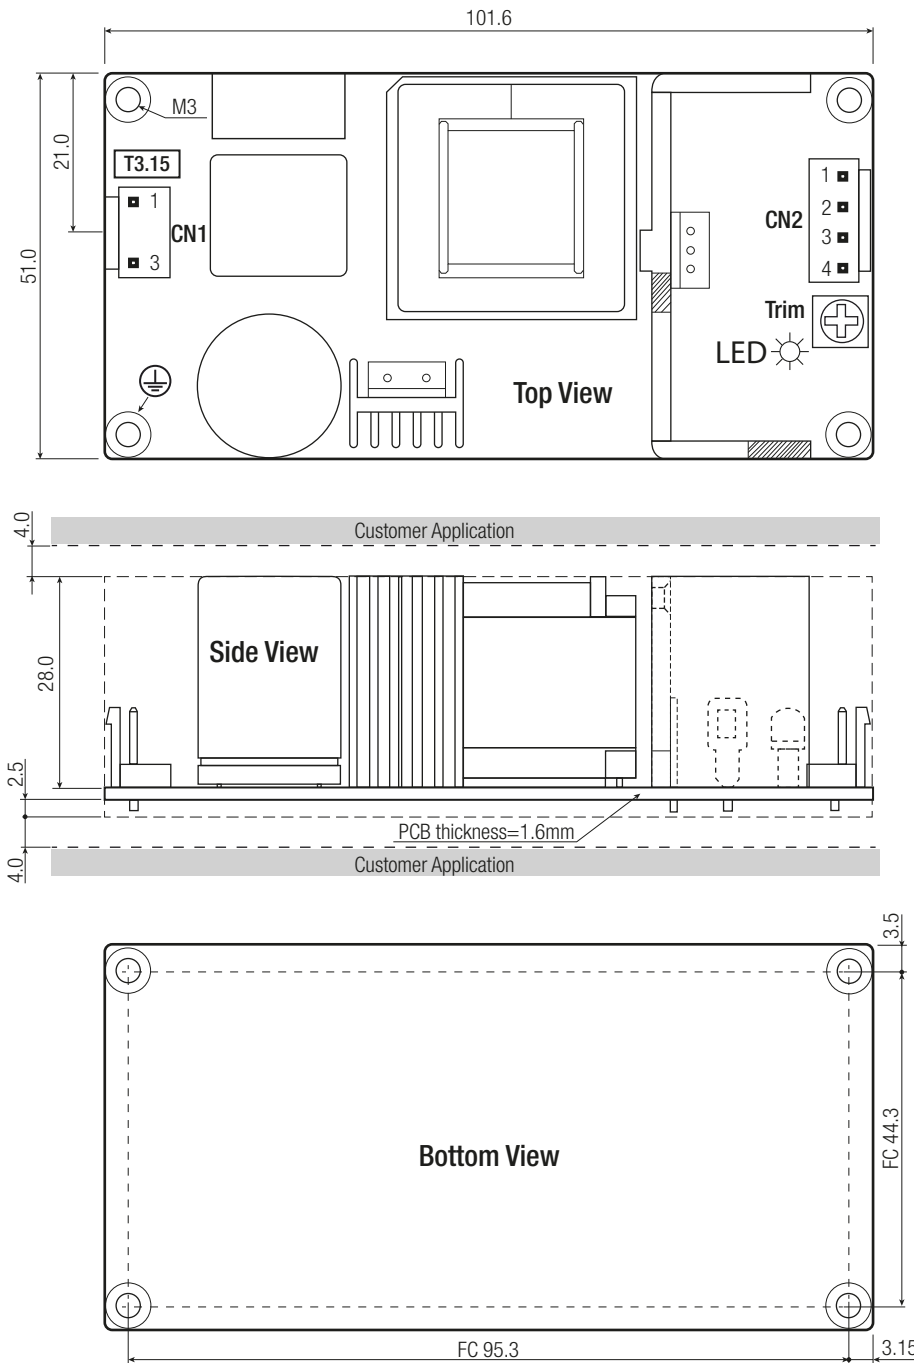 101.6
M3
21.0
T3.15
1
1
2
CN2
CN1
3
51.0
3
4
Trim
LED
Top View
4.0
Customer Application
Side View
28.0
2.5
PCB thickness=1.6mm
4.0
Customer Application
3.5
Bottom View
FC 44.3
FC 95.3
3.15